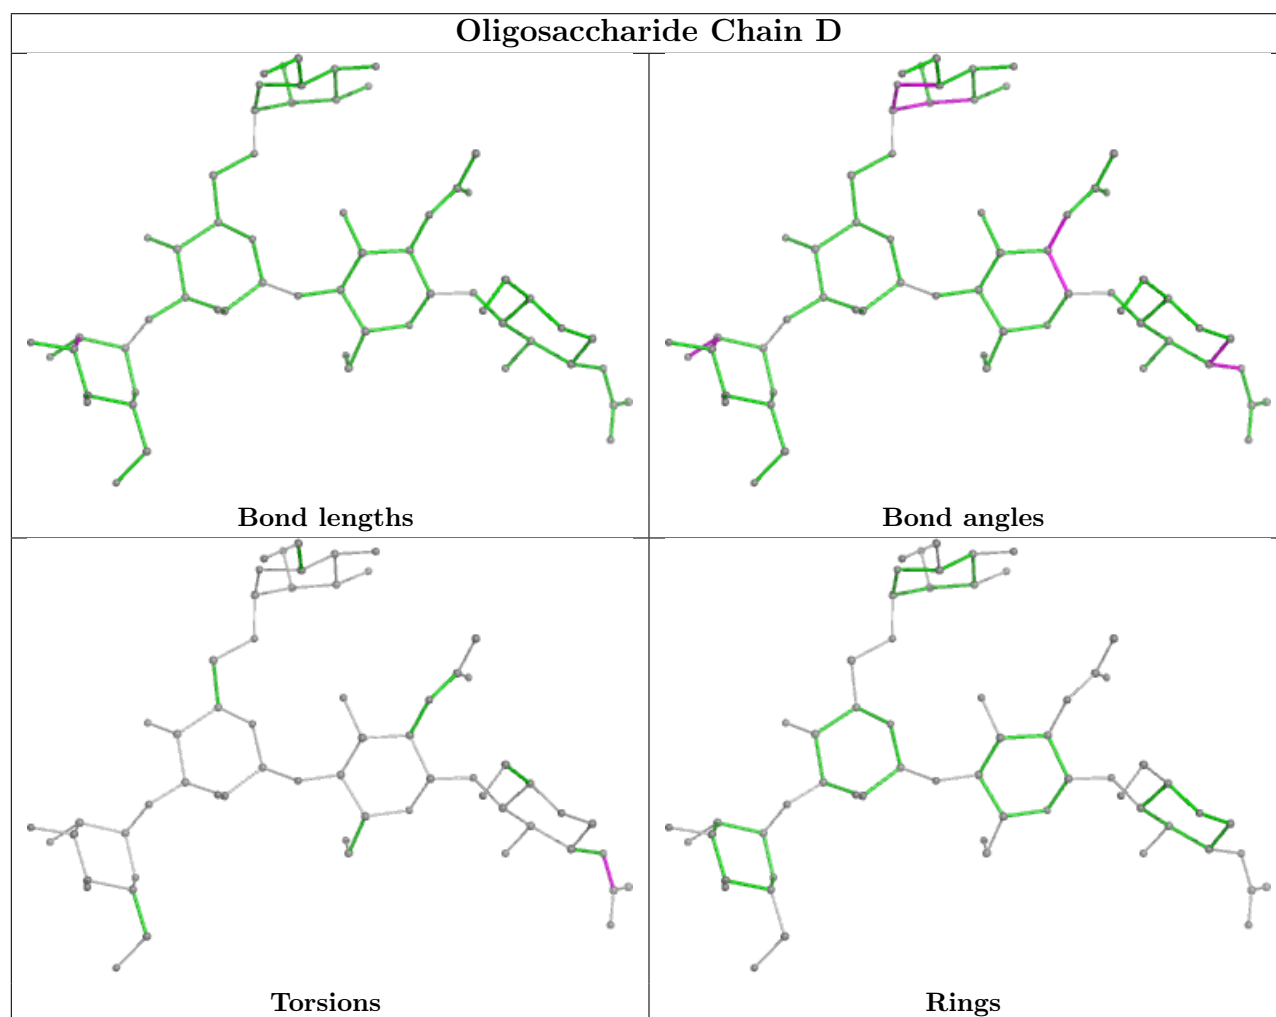 Oligosaccharide Chain D
Bond lengths
Bond angles
Torsions
Rings